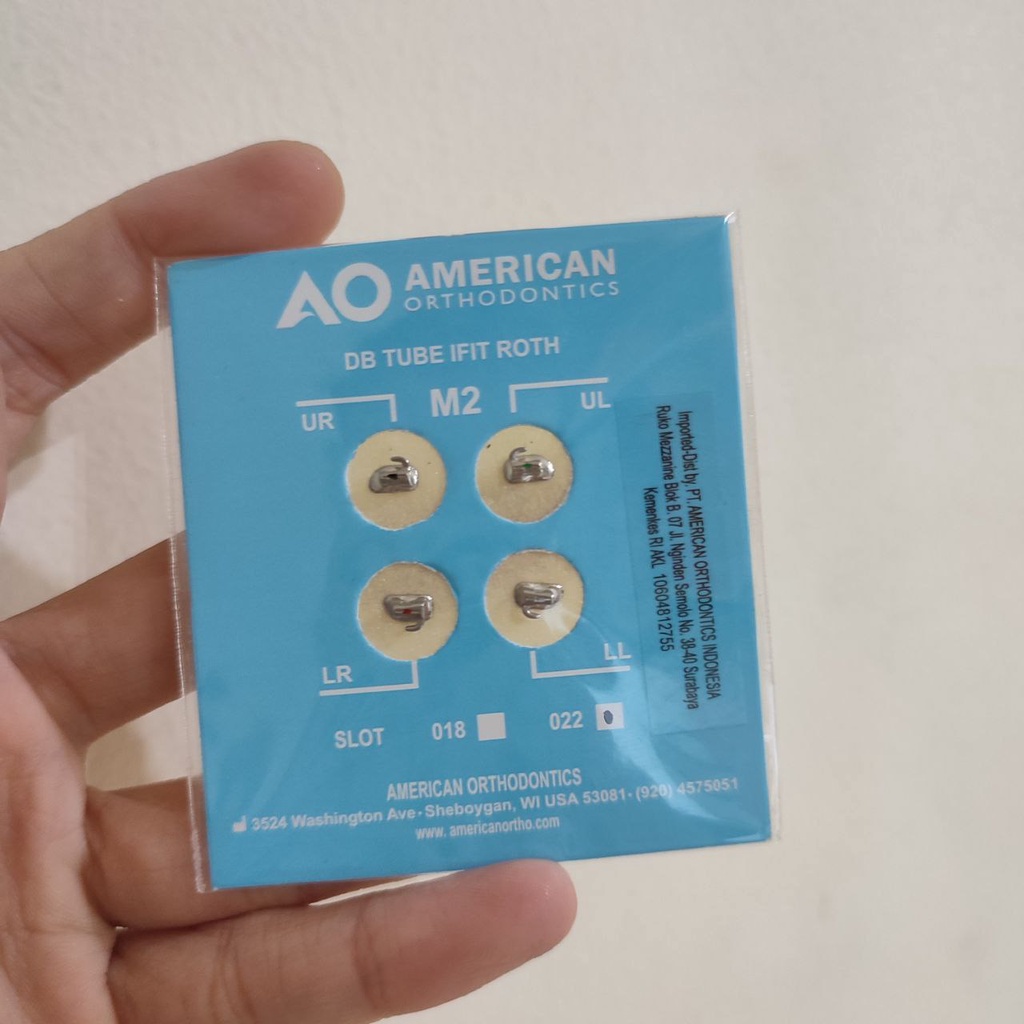 AO AMERICAN
ORTHODONTICS
DB TUBE IFIT ROTH
UR M2 UL
LR LL
SLOT 018 022
AMERICAN ORTHODONTICS
3524 Washington Ave- Sheboygan, WI USA 53081- (920) 4575051
www. americanortho.com
Imported-Dist by. PT. AMERICAN ORTHODONTICS INDONESIA
Ruko Mezzanine Blok B. 07 Jl. Nginden Semolo No. 38-40 Surabaya
Kemenkes RI AKL 10604812755